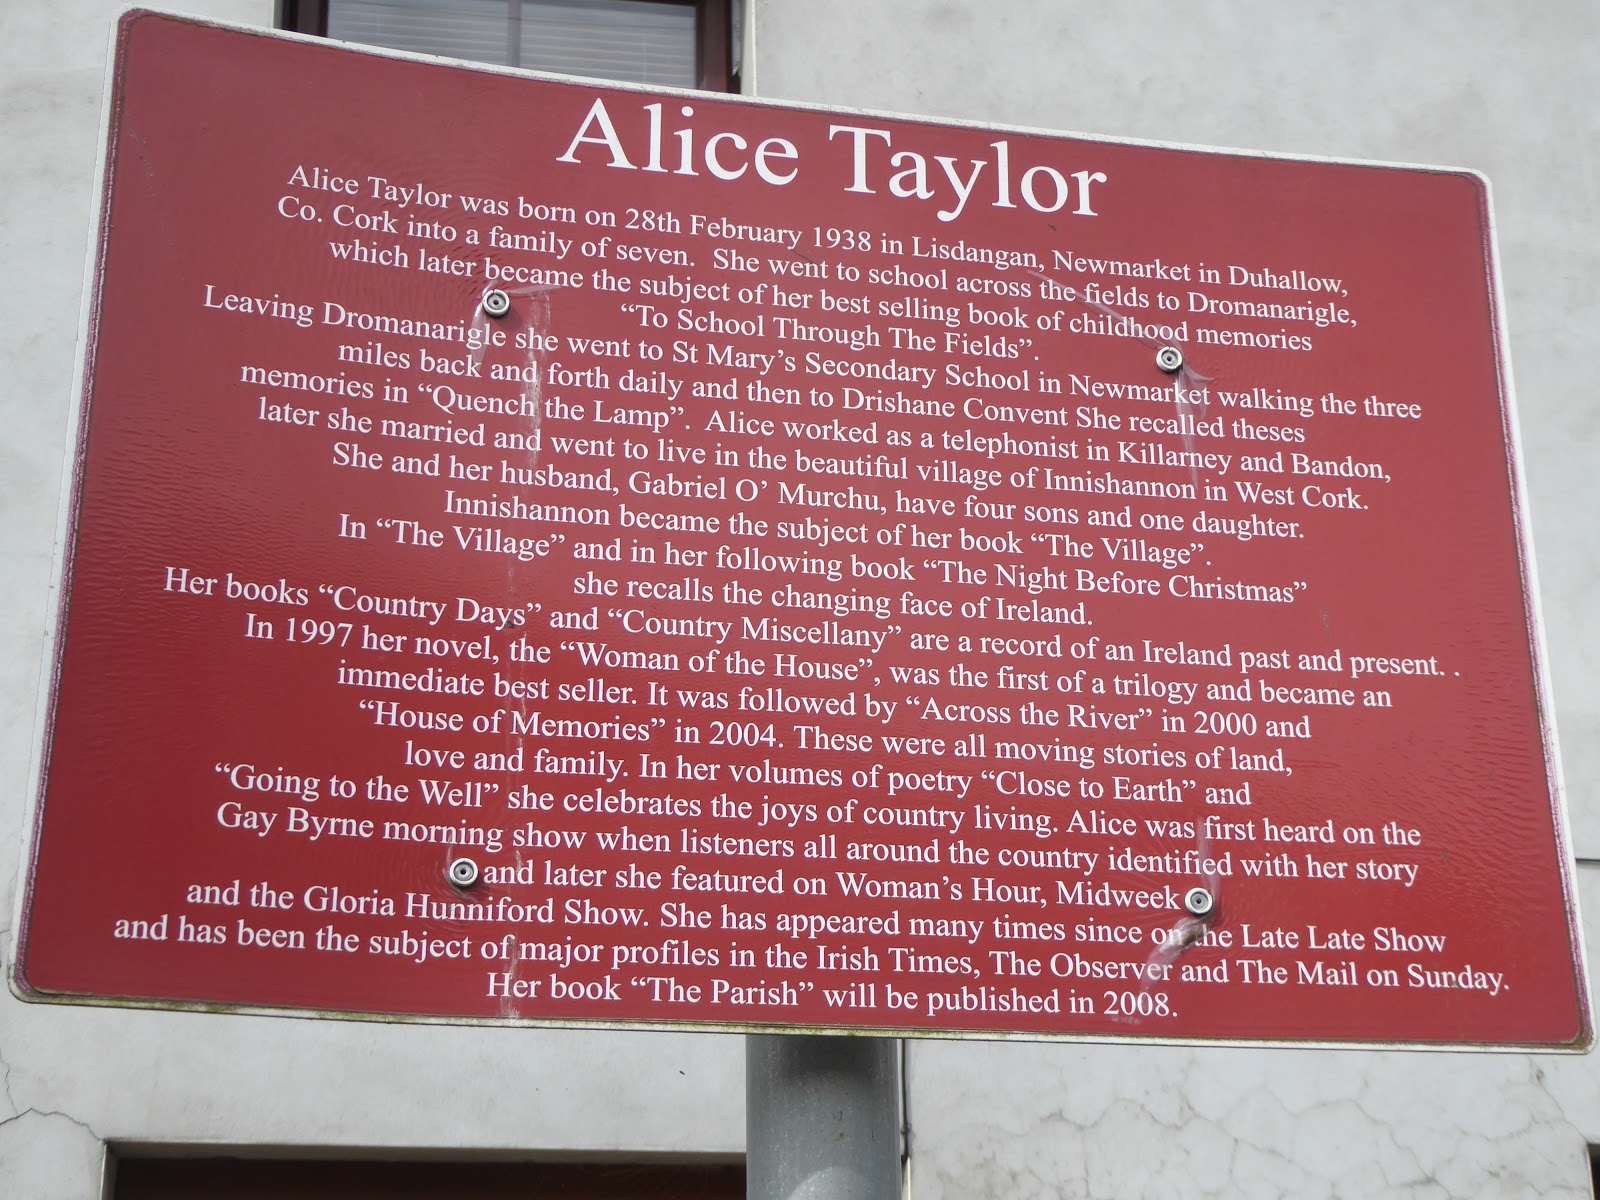 Alice Taylor
Alice Taylor was born on 28th February 1938 in Lisdangan, Newmarket in Duhallow,
Co. Cork into a family of seven. She went to school across the fields to Dromanarigle,
which later became the subject of her best selling book of childhood memories
“To School Through The Fields”.
Leaving Dromanarigle she went to St Mary’s Secondary School in Newmarket walking the three
miles back and forth daily and then to Drishane Convent She recalled theses
memories in “Quench the Lamp”. Alice worked as a telephonist in Killarney and Bandon,
later she married and went to live in the beautiful village of Innishannon in West Cork.
She and her husband, Gabriel O’ Murchu, have four sons and one daughter.
Innishannon became the subject of her book “The Village”.
In “The Village” and in her following book “The Night Before Christmas”
she recalls the changing face of Ireland.
Her books “Country Days” and “Country Miscellany” are a record of an Ireland past and present. .
In 1997 her novel, the “Woman of the House”, was the first of a trilogy and became an
immediate best seller. It was followed by “Across the River” in 2000 and
“House of Memories” in 2004. These were all moving stories of land,
love and family. In her volumes of poetry “Close to Earth” and
“Going to the Well” she celebrates the joys of country living. Alice was first heard on the
Gay Byrne morning show when listeners all around the country identified with her story
and later she featured on Woman’s Hour, Midweek
and the Gloria Hunniford Show. She has appeared many times since on the Late Late Show
and has been the subject of major profiles in the Irish Times, The Observer and The Mail on Sunday.
Her book “The Parish” will be published in 2008.